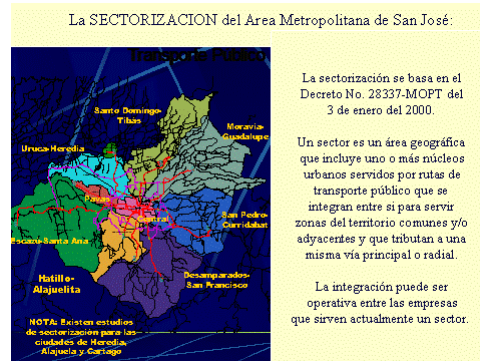 La SECTORIZACION del Area Metropolitana de San José:
Transporte Público
Santo Domingo-
Tibás
Moravia-
Guadalupe
Uruca-Heredia
Pavas
San Pedro-
Curridabat
Central
Escazú-Santa Ana
Hatillo-
Alajuelita
Desamparados-
San Francisco
NOTA: Existen estudios
de sectorización para las
ciudades de Heredia,
Alajuela y Cartago
La sectorización se basa en el
Decreto No. 28337-MOPT del
3 de enero del 2000.
Un sector es un área geográfica
que incluye uno o más núcleos
urbanos servidos por rutas de
transporte público que se
integran entre si para servir
zonas del territorio comunes y/o
adyacentes y que tributan a una
misma vía principal o radial.
La integración puede ser
operativa entre las empresas
que sirven actualmente un sector.